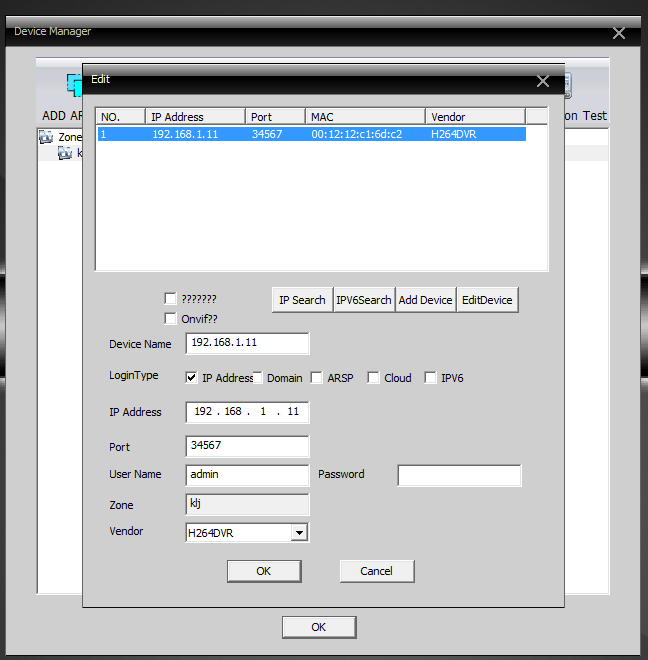 Device Manager
Edit
ADD AR
on Test
NO. IP Address Port MAC Vendor
1 192.168.1.11 34567 00:12:12:c1:6d:c2 H264DVR
Zone
k
???????
IP Search IPV6Search Add Device EditDevice
Onvif??
Device Name 192.168.1.11
LoginType IP Address Domain ARSP Cloud IPV6
IP Address 192 . 168 . 1 . 11
Port 34567
User Name admin Password
Zone klj
Vendor H264DVR
OK Cancel
OK